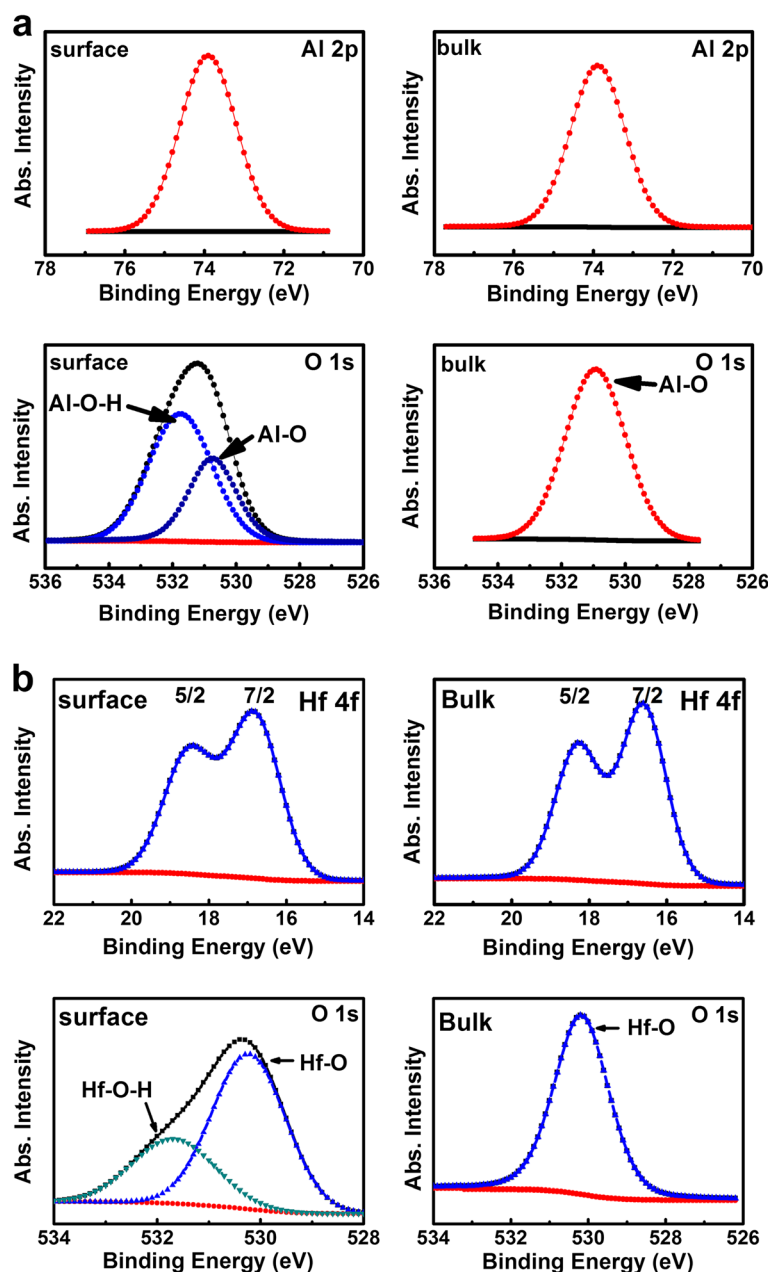 a
surface
Al 2p
Abs. Intensity
78 76 74 72 70
Binding Energy (eV)
bulk
Al 2p
Abs. Intensity
78 76 74 72 70
Binding Energy (eV)
surface
O 1s
Al-O-H
Al-O
Abs. Intensity
536 534 532 530 528 526
Binding Energy (eV)
bulk
O 1s
Al-O
Abs. Intensity
536 534 532 530 528 526
Binding Energy (eV)
b
surface
5/2 7/2
Hf 4f
Abs. Intensity
22 20 18 16 14
Binding Energy (eV)
Bulk
5/2 7/2
Hf 4f
Abs. Intensity
22 20 18 16 14
Binding Energy (eV)
surface
O 1s
Hf-O
Hf-O-H
Abs. Intensity
534 532 530 528
Binding Energy (eV)
Bulk
O 1s
Hf-O
Abs. Intensity
534 532 530 528 526
Binding Energy (eV)